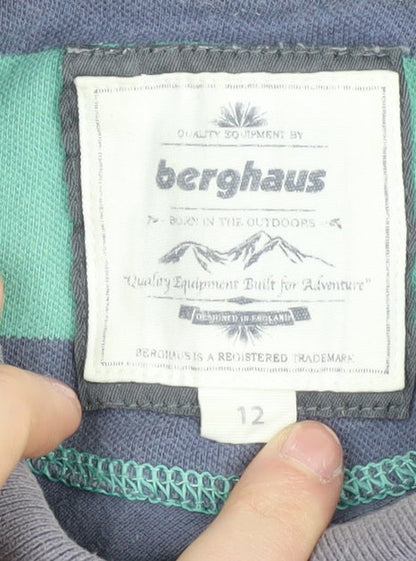 QUALITY EQUIPMENT BY
berghaus
BORN IN THE OUTDOORS
"Quality Equipment Built for Adventure"
DESIGNED IN ENGLAND
BERGHAUS IS A REGISTERED TRADEMARK
12